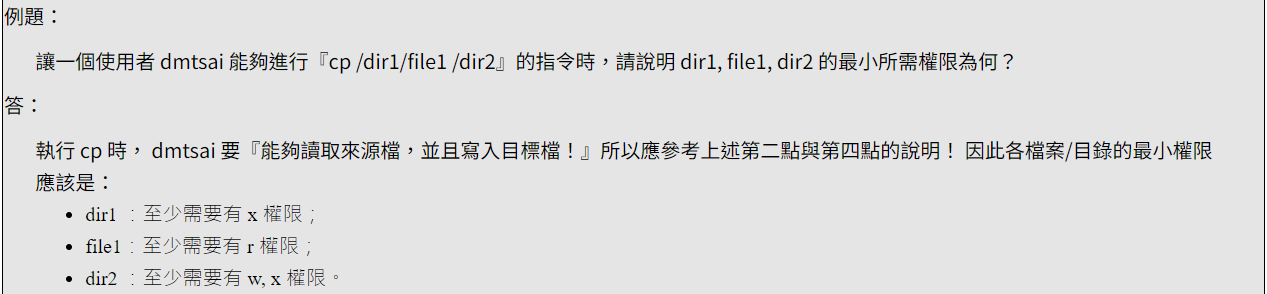 例題：
讓一個使用者 dmtsai 能夠進行『cp /dir1/file1 /dir2』的指令時，請說明 dir1, file1, dir2 的最小所需權限為何？
答：
執行 cp 時， dmtsai 要『能夠讀取來源檔，並且寫入目標檔！』所以應參考上述第二點與第四點的說明！ 因此各檔案/目錄的最小權限
應該是：
• dir1 ：至少需要有 x 權限；
• file1：至少需要有 r 權限；
• dir2 ：至少需要有 w, x 權限。